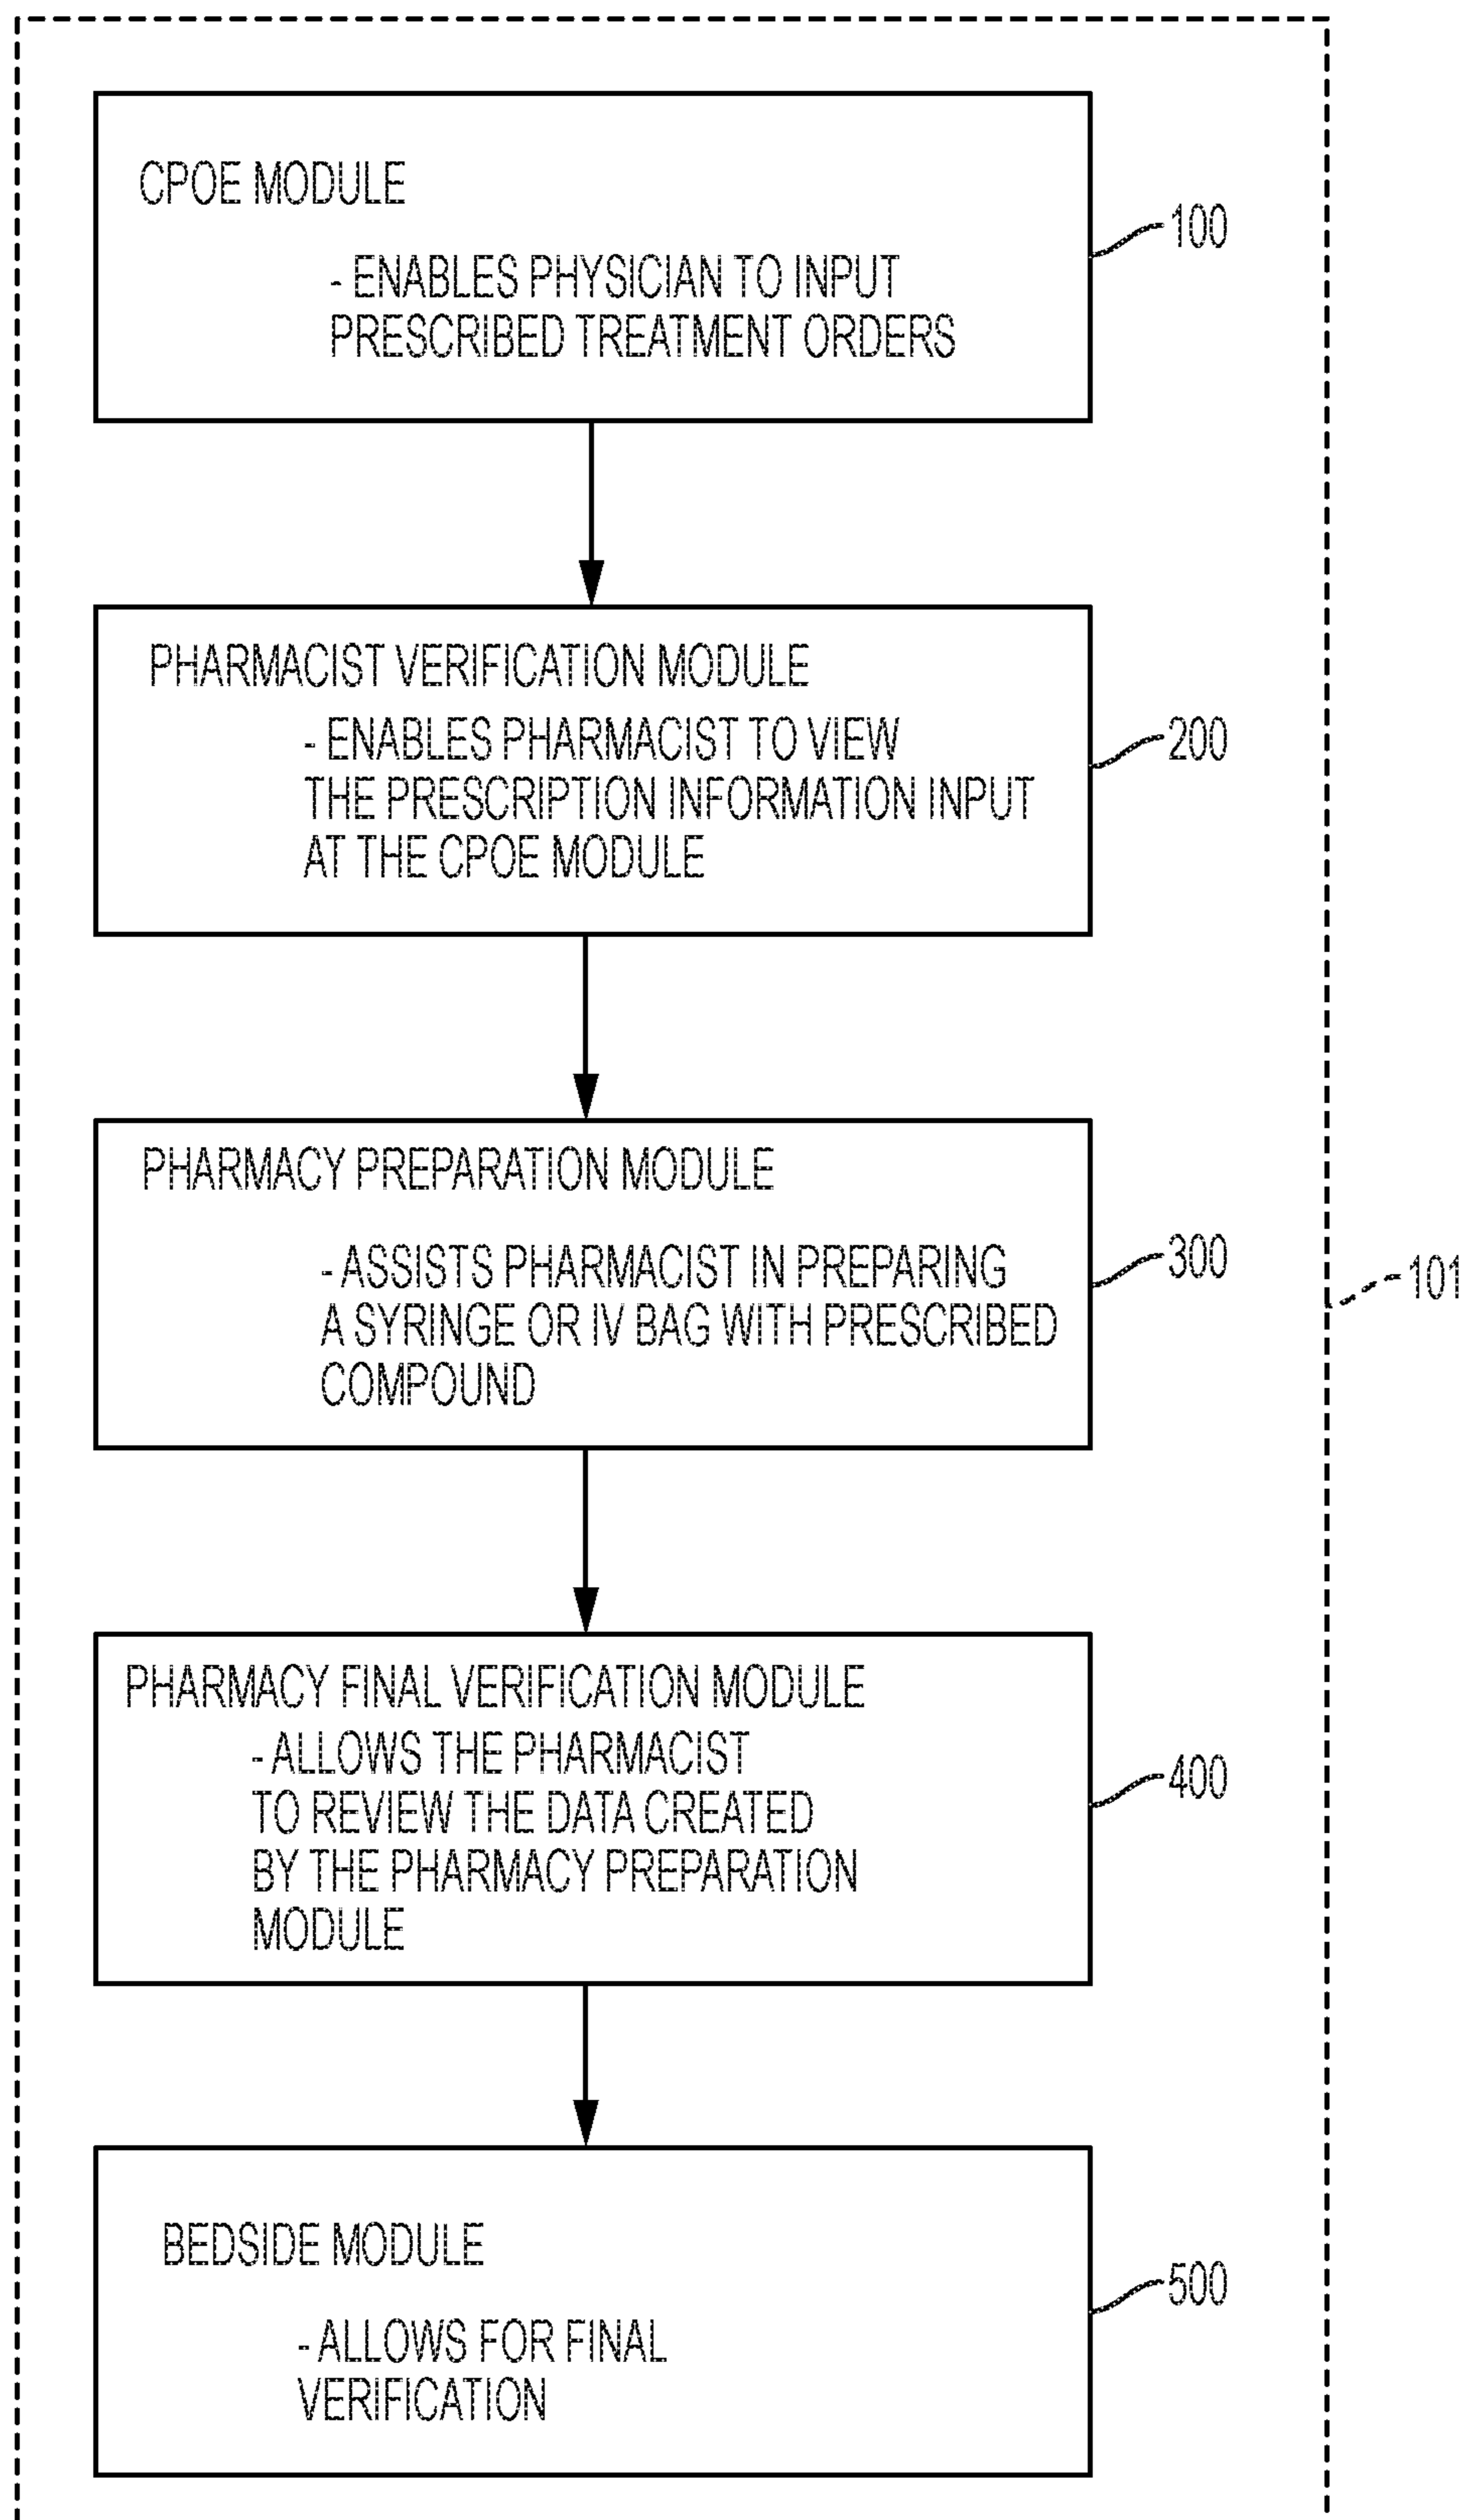 CPOE MODULE
- ENABLES PHYSICIAN TO INPUT
PRESCRIBED TREATMENT ORDERS
100
PHARMACIST VERIFICATION MODULE
- ENABLES PHARMACIST TO VIEW
THE PRESCRIPTION INFORMATION INPUT
AT THE CPOE MODULE
200
PHARMACY PREPARATION MODULE
- ASSISTS PHARMACIST IN PREPARING
A SYRINGE OR IV BAG WITH PRESCRIBED
COMPOUND
300
101
PHARMACY FINAL VERIFICATION MODULE
- ALLOWS THE PHARMACIST
TO REVIEW THE DATA CREATED
BY THE PHARMACY PREPARATION
MODULE
400
BEDSIDE MODULE
- ALLOWS FOR FINAL
VERIFICATION
500